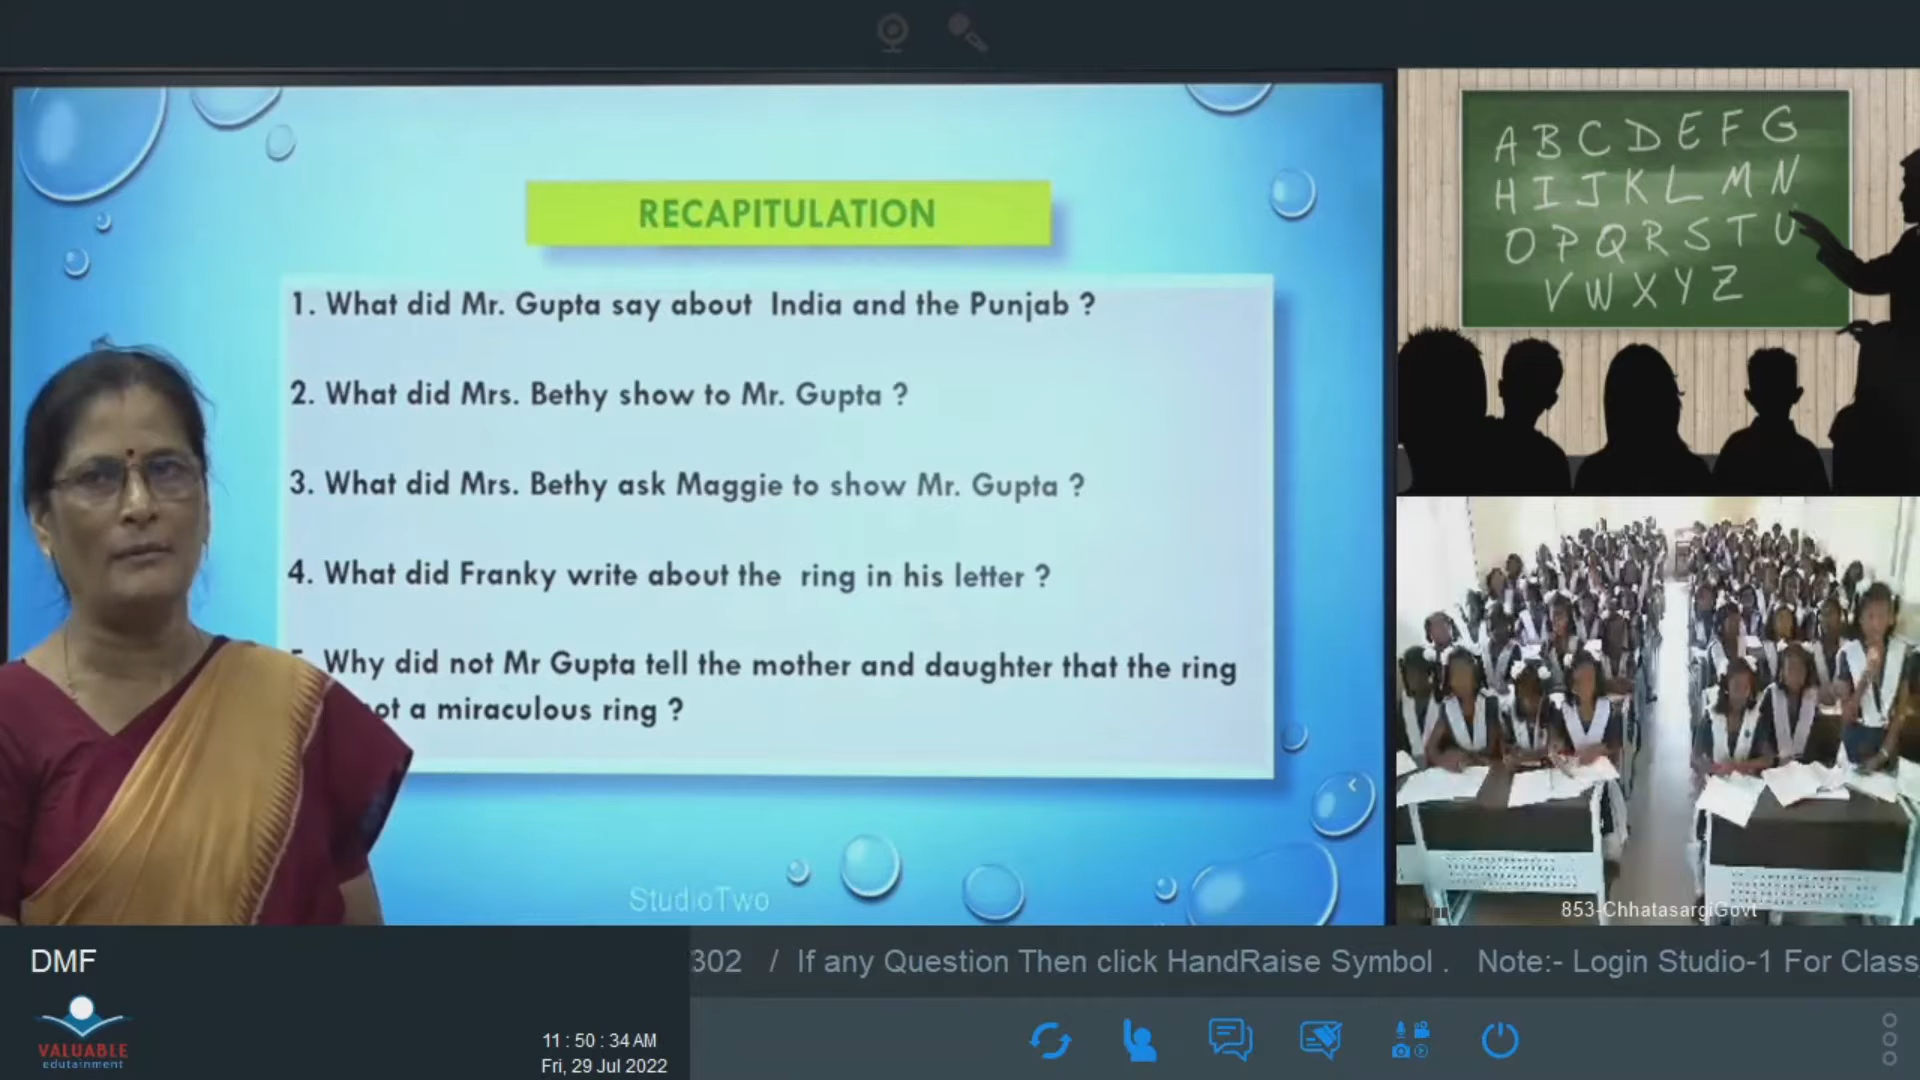 RECAPITULATION
1. What did Mr. Gupta say about India and the Punjab ?
2. What did Mrs. Bethy show to Mr. Gupta ?
3. What did Mrs. Bethy ask Maggie to show Mr. Gupta ?
4. What did Franky write about the ring in his letter ?
Why did not Mr Gupta tell the mother and daughter that the ring
a miraculous ring ?
StudioTwo
A B C D E F G
H I J K L M N
O P Q R S T U
V W X Y Z
853-ChhatasargiGovt
DMF
302 / If any Question Then click HandRaise Symbol . Note:- Login Studio-1 For Class
VALUABLE
edutainment
11 : 50 : 34 AM
Fri, 29 Jul 2022